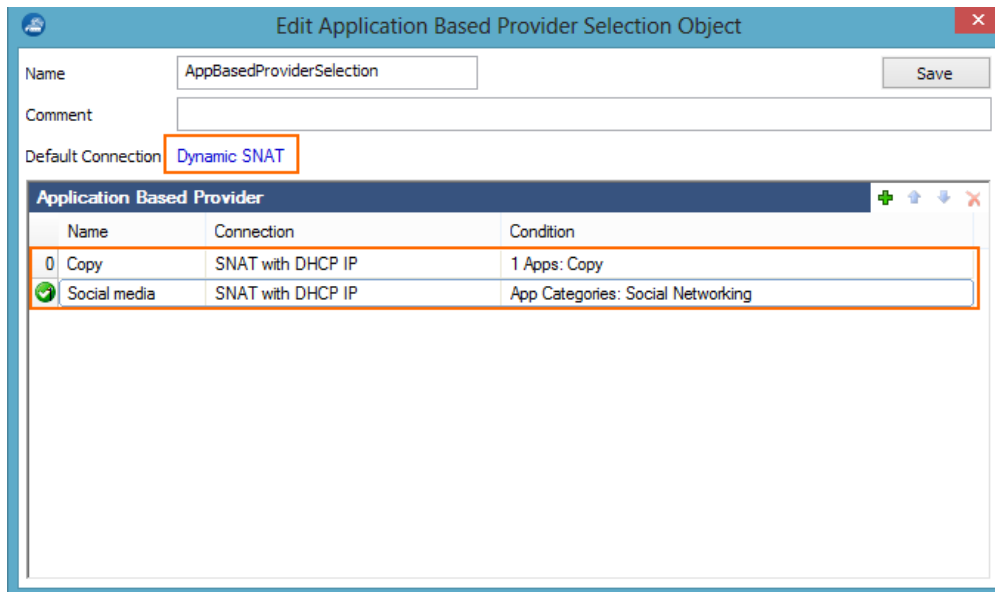 Edit Application Based Provider Selection Object
Name AppBasedProviderSelection Save
Comment
Default Connection Dynamic SNAT
Application Based Provider
Name Connection Condition
0 Copy SNAT with DHCP IP 1 Apps: Copy
Social media SNAT with DHCP IP App Categories: Social Networking